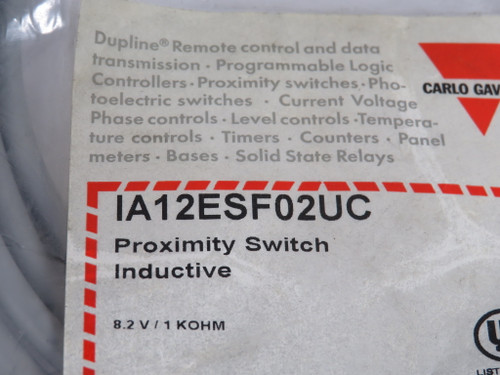 Dupline® Remote control and data
transmission · Programmable Logic
Controllers · Proximity switches · Pho-
toelectric switches · Current Voltage
Phase controls · Level controls · Tempera-
ture controls · Timers · Counters · Panel
meters · Bases · Solid State Relays
CARLO GAV
IA12ESF02UC
Proximity Switch
Inductive
8.2 V / 1 KOHM
LIST